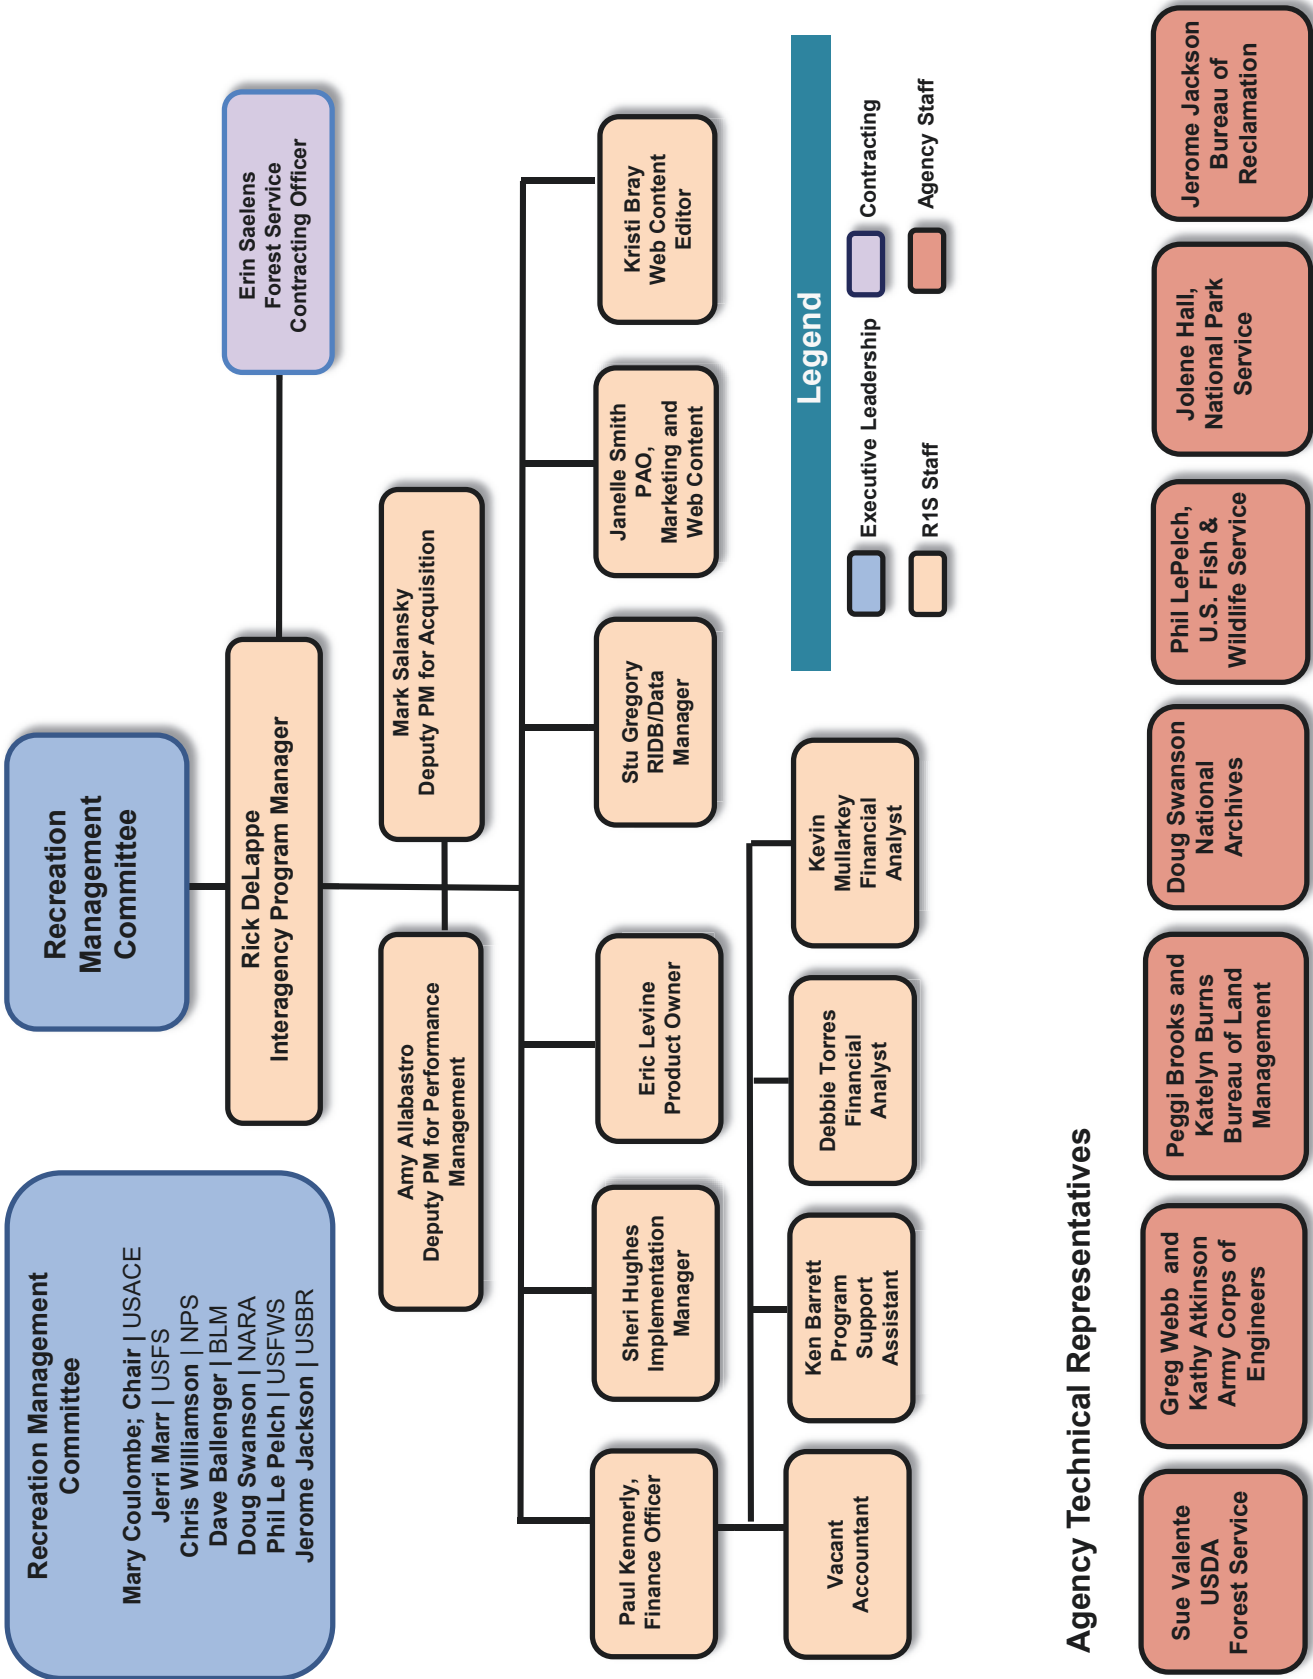 Recreation Management
Committee
Mary Coulombe; Chair | USACE
Jerri Marr | USFS
Chris Williamson | NPS
Dave Ballenger | BLM
Doug Swanson | NARA
Phil Le Pelch | USFWS
Jerome Jackson | USBR
Recreation
Management
Committee
Rick DeLappe
Interagency Program Manager
Erin Saelens
Forest Service
Contracting Officer
Amy Allabastro
Deputy PM for Performance
Management
Mark Salansky
Deputy PM for Acquisition
Paul Kennerly,
Finance Officer
Sheri Hughes
Implementation
Manager
Eric Levine
Product Owner
Stu Gregory
RIDB/Data
Manager
Janelle Smith
PAO,
Marketing and
Web Content
Kristi Bray
Web Content
Editor
Vacant
Accountant
Ken Barrett
Program
Support
Assistant
Debbie Torres
Financial
Analyst
Kevin
Mullarkey
Financial
Analyst
Legend
Executive Leadership
Contracting
R1S Staff
Agency Staff
Agency Technical Representatives
Sue Valente
USDA
Forest Service
Greg Webb and
Kathy Atkinson
Army Corps of
Engineers
Peggi Brooks and
Katelyn Burns
Bureau of Land
Management
Doug Swanson
National
Archives
Phil LePelch,
U.S. Fish &
Wildlife Service
Jolene Hall,
National Park
Service
Jerome Jackson
Bureau of
Reclamation